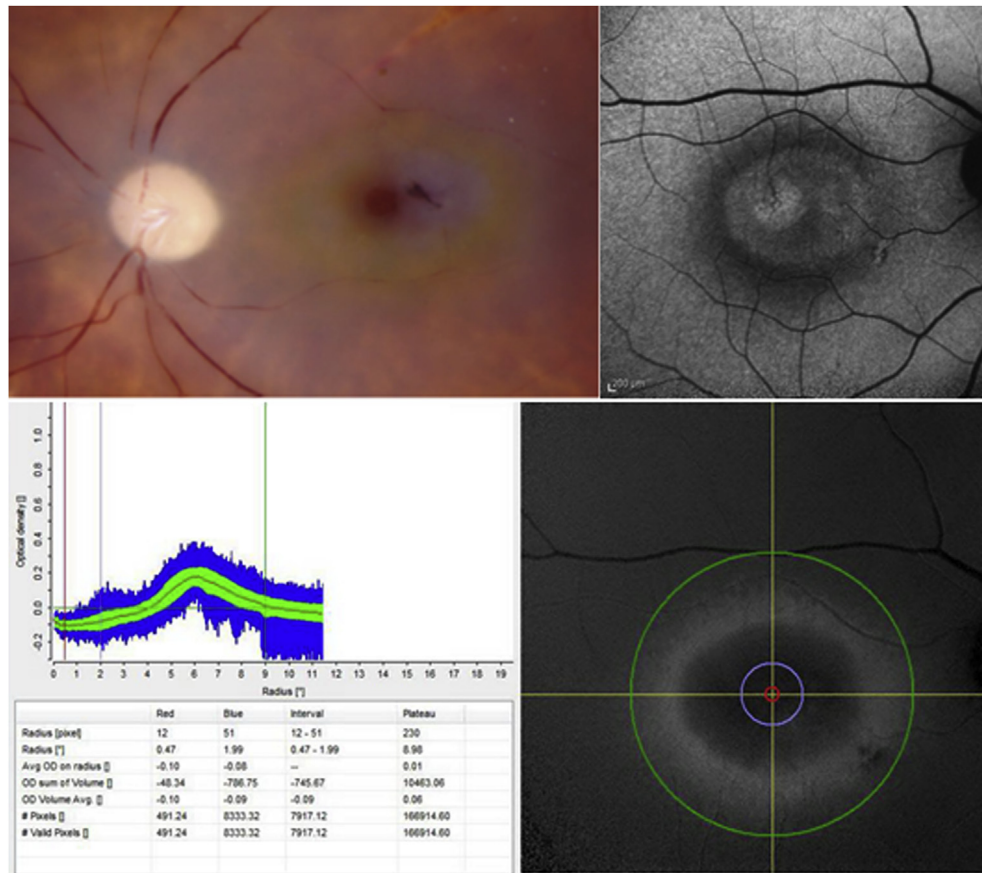 200 µm
Optical density []
1.0
0.8
0.6
0.4
0.2
0.0
-0.2
0 1 2 3 4 5 6 7 8 9 10 11 12 13 14 15 16 17 18 19
Radius [°]
Red Blue Interval Plateau
Radius [pixel] 12 51 12 - 51 230
Radius [°] 0.47 1.99 0.47 - 1.99 8.98
Avg OD on radius [] -0.10 -0.08 -- 0.01
OD sum of Volume [] -48.34 -786.75 -745.67 10463.06
OD Volume Avg. [] -0.10 -0.09 -0.09 0.06
# Pixels [] 491.24 8333.32 7917.12 166914.60
# Valid Pixels [] 491.24 8333.32 7917.12 166914.60